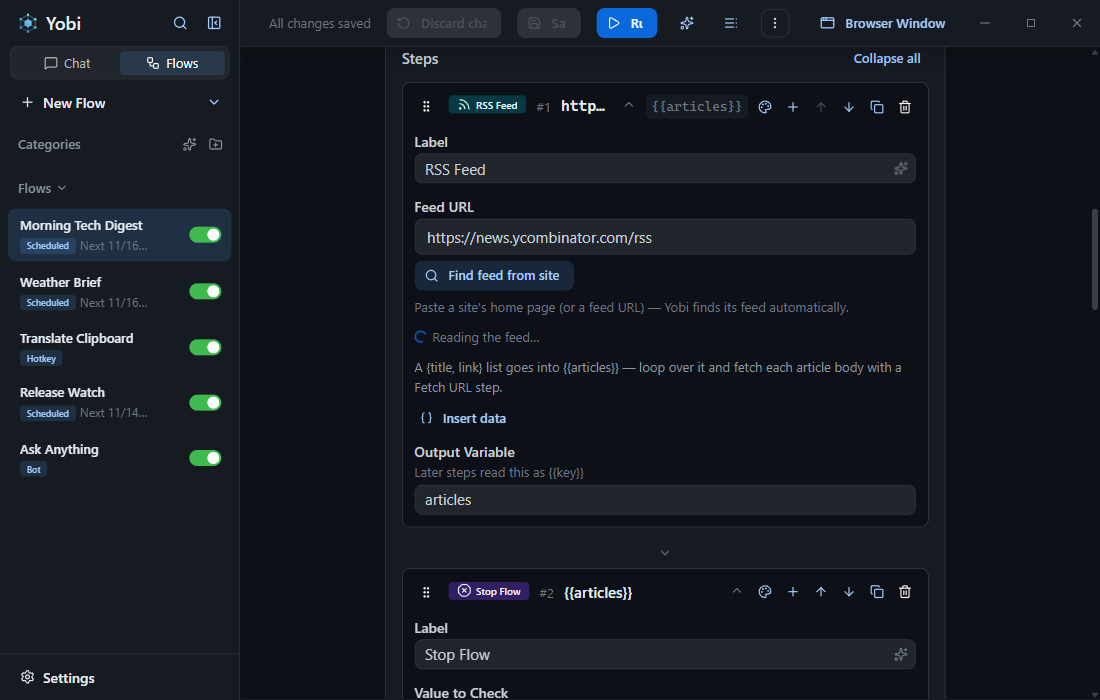 Yobi
All changes saved
Discard cha
Sa
Ru
Browser Window
Chat
Flows
New Flow
Categories
Flows
Morning Tech Digest
Scheduled Next 11/16...
Weather Brief
Scheduled Next 11/16...
Translate Clipboard
Hotkey
Release Watch
Scheduled Next 11/14...
Ask Anything
Bot
Settings
Steps
Collapse all
RSS Feed #1 http... {{articles}}
Label
RSS Feed
Feed URL
https://news.ycombinator.com/rss
Find feed from site
Paste a site's home page (or a feed URL) — Yobi finds its feed automatically.
Reading the feed...
A {title, link} list goes into {{articles}} — loop over it and fetch each article body with a
Fetch URL step.
{} Insert data
Output Variable
Later steps read this as {{key}}
articles
Stop Flow #2 {{articles}}
Label
Stop Flow
Value to Check